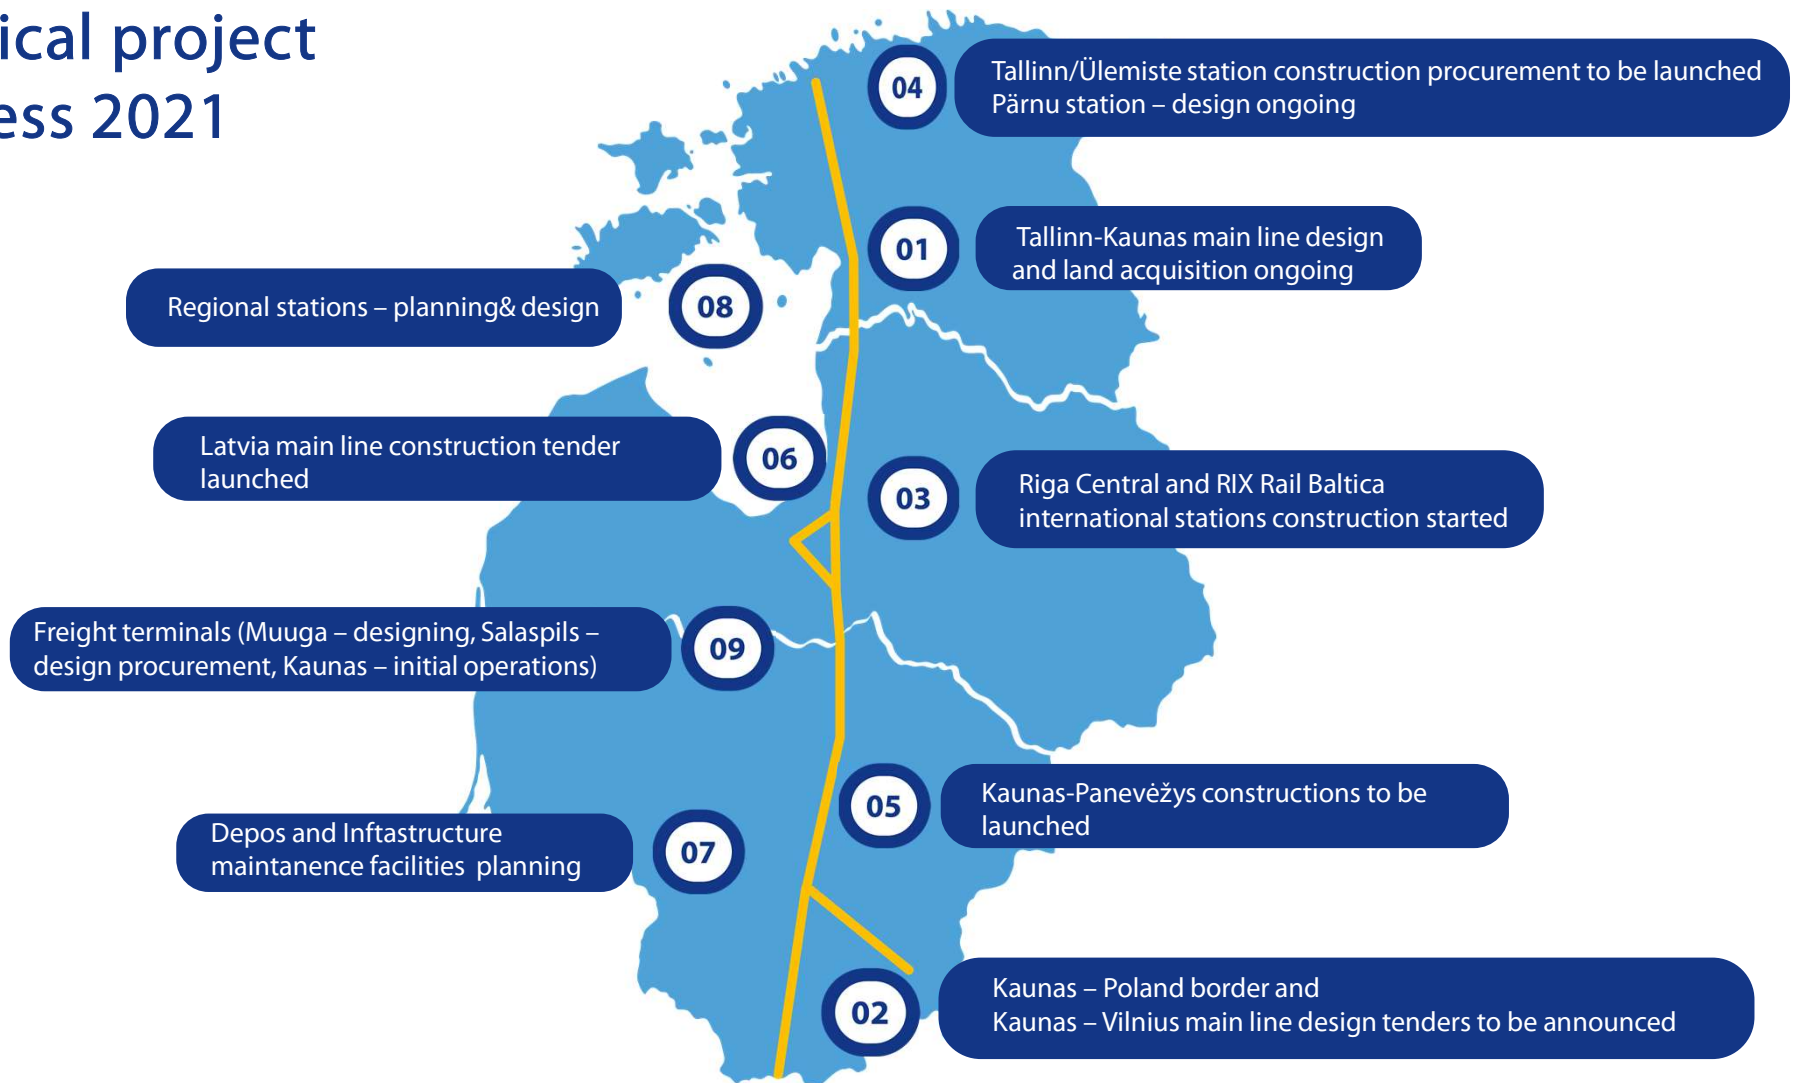 ical project
ess 2021
04
Tallinn/Ülemiste station construction procurement to be launched
Pärnu station – design ongoing
01
Tallinn-Kaunas main line design
and land acquisition ongoing
Regional stations – planning& design
08
Latvia main line construction tender
launched
06
03
Riga Central and RIX Rail Baltica
international stations construction started
Freight terminals (Muuga – designing, Salaspils –
design procurement, Kaunas – initial operations)
09
05
Kaunas-Panevėžys constructions to be
launched
Depos and Inftastructure
maintanence facilities planning
07
02
Kaunas – Poland border and
Kaunas – Vilnius main line design tenders to be announced